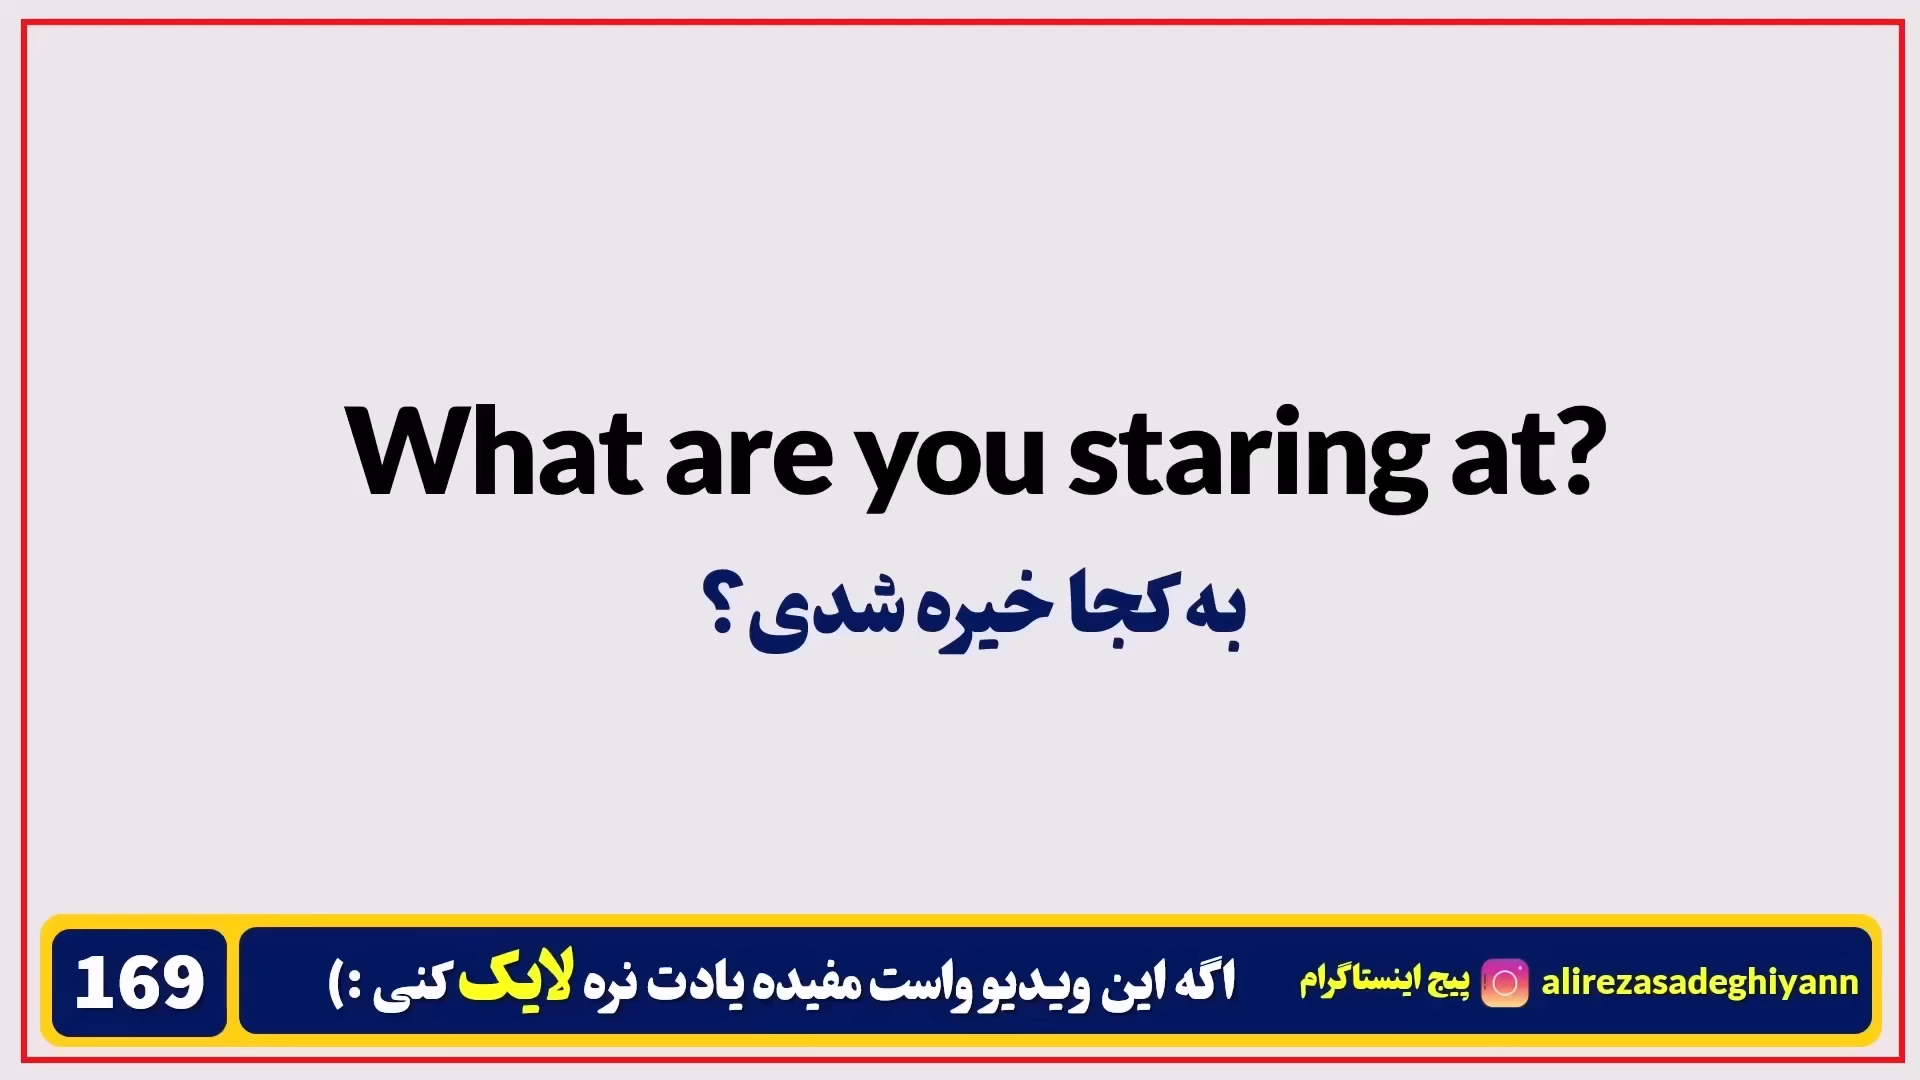 What are you staring at?
به کجا خیره شدی؟
169
اگه این ویدیو واست مفیده یادت نره لایک کنی :)
پیج اینستاگرام
alirezasadeghiyann